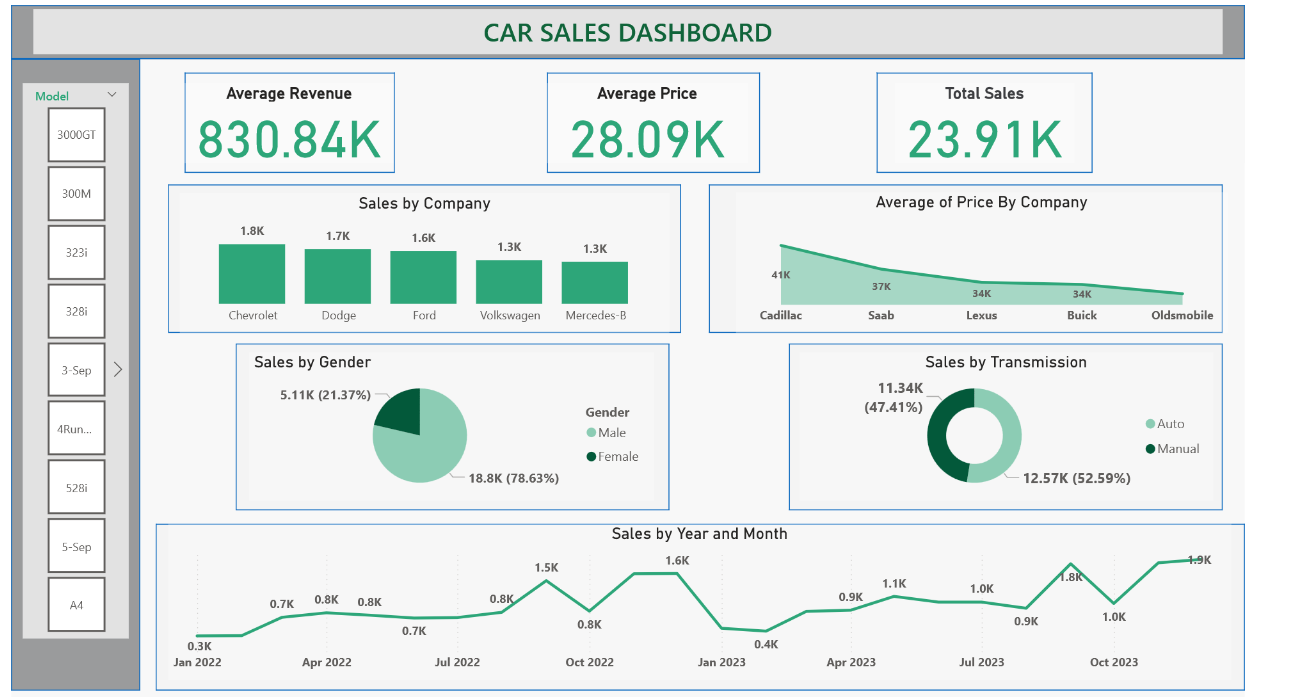 CAR SALES DASHBOARD
Model
3000GT
300M
323i
328i
3-Sep
4Run...
528i
5-Sep
A4
Average Revenue
830.84K
Average Price
28.09K
Total Sales
23.91K
Sales by Company
1.8K
1.7K
1.6K
1.3K
1.3K
Chevrolet
Dodge
Ford
Volkswagen
Mercedes-B
Average of Price By Company
41K
37K
34K
34K
Cadillac
Saab
Lexus
Buick
Oldsmobile
Sales by Gender
5.11K (21.37%)
18.8K (78.63%)
Gender
Male
Female
Sales by Transmission
11.34K
(47.41%)
12.57K (52.59%)
Auto
Manual
Sales by Year and Month
0.3K
0.7K
0.8K
0.8K
0.7K
0.8K
1.5K
0.8K
1.6K
0.4K
0.9K
1.1K
1.0K
0.9K
1.8K
1.0K
1.9K
Jan 2022
Apr 2022
Jul 2022
Oct 2022
Jan 2023
Apr 2023
Jul 2023
Oct 2023